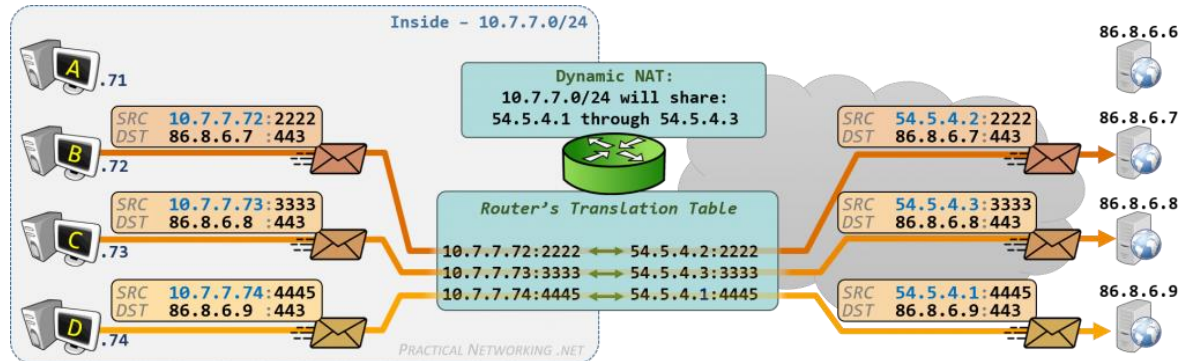 Inside – 10.7.7.0/24
A
.71
Dynamic NAT:
10.7.7.0/24 will share:
54.5.4.1 through 54.5.4.3
86.8.6.6
SRC 10.7.7.72:2222
DST 86.8.6.7 :443
B
.72
SRC 54.5.4.2:2222
DST 86.8.6.7:443
86.8.6.7
SRC 10.7.7.73:3333
DST 86.8.6.8 :443
C
.73
Router's Translation Table
10.7.7.72:2222 ⟷ 54.5.4.2:2222
10.7.7.73:3333 ⟷ 54.5.4.3:3333
10.7.7.74:4445 ⟷ 54.5.4.1:4445
SRC 54.5.4.3:3333
DST 86.8.6.8:443
86.8.6.8
SRC 10.7.7.74:4445
DST 86.8.6.9 :443
D
.74
SRC 54.5.4.1:4445
DST 86.8.6.9:443
86.8.6.9
PRACTICAL NETWORKING .NET